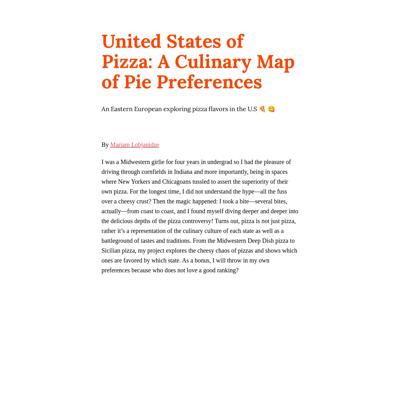 United States of
Pizza: A Culinary Map
of Pie Preferences
An Eastern European exploring pizza flavors in the U.S 🍕 😋
By Mariam Lobjanidze
I was a Midwestern girlie for four years in undergrad so I had the pleasure of
driving through cornfields in Indiana and more importantly, being in spaces
where New Yorkers and Chicagoans tussled to assert the superiority of their
own pizza. For the longest time, I did not understand the hype—all the fuss
over a cheesy crust? Then the magic happened: I took a bite—several bites,
actually—from coast to coast, and I found myself diving deeper and deeper into
the delicious depths of the pizza controversy! Turns out, pizza is not just pizza,
rather it’s a representation of the culinary culture of each state as well as a
battleground of tastes and traditions. From the Midwestern Deep Dish pizza to
Sicilian pizza, my project explores the cheesy chaos of pizzas and shows which
ones are favored by which state. As a bonus, I will throw in my own
preferences because who does not love a good ranking?